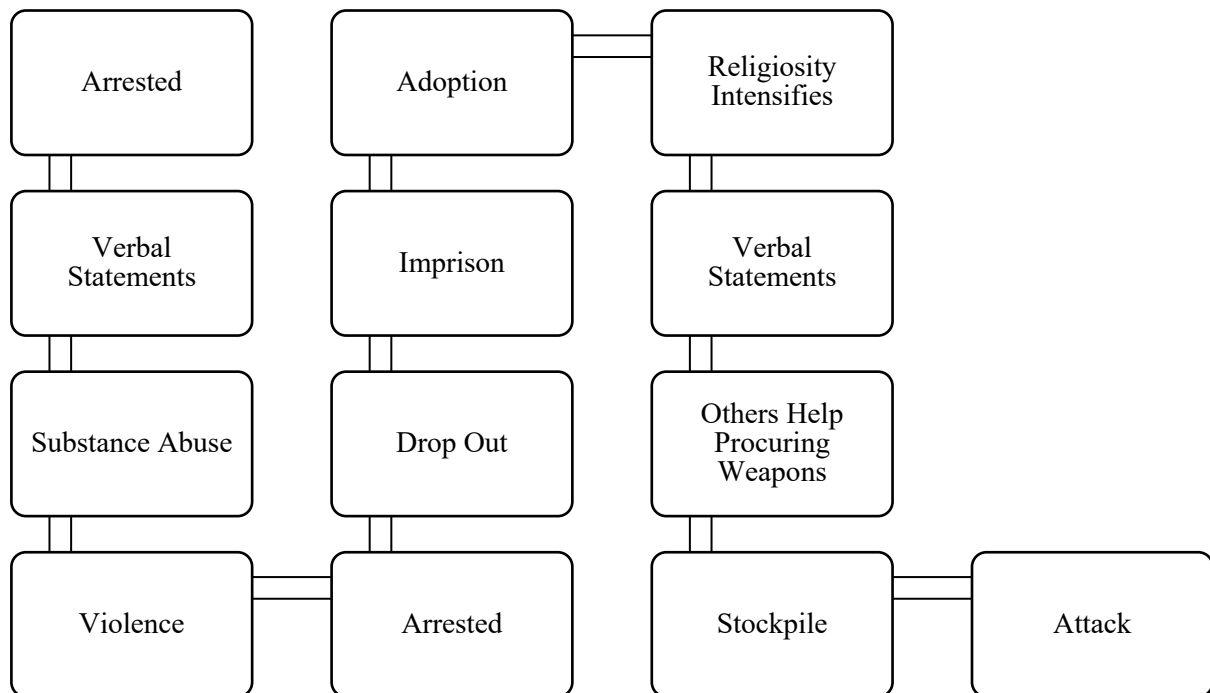 Arrested
Verbal
Statements
Substance Abuse
Violence
Arrested
Drop Out
Imprison
Adoption
Religiosity
Intensifies
Verbal
Statements
Others Help
Procuring
Weapons
Stockpile
Attack